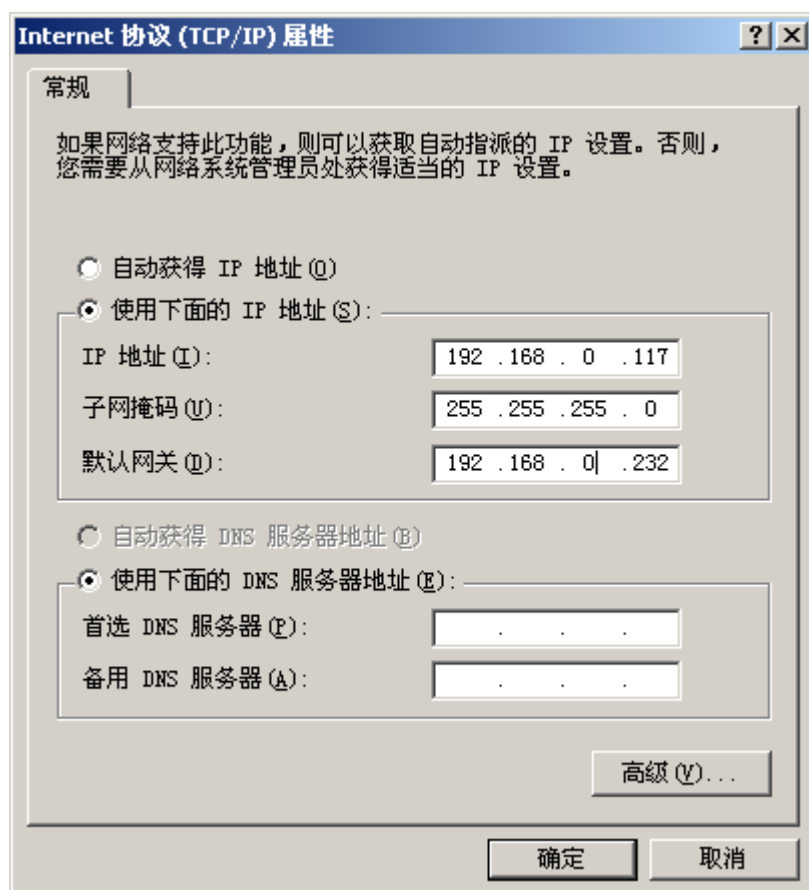 Internet 协议 (TCP/IP) 属性
常规
如果网络支持此功能,则可以获取自动指派的 IP 设置。否则,
您需要从网络系统管理员处获得适当的 IP 设置。
自动获得 IP 地址(O)
使用下面的 IP 地址(S):
IP 地址(I): 192 .168 . 0 .117
子网掩码(U): 255 .255 .255 . 0
默认网关(D): 192 .168 . 0 .232
自动获得 DNS 服务器地址(B)
使用下面的 DNS 服务器地址(E):
首选 DNS 服务器(P): . . .
备用 DNS 服务器(A): . . .
高级(V)...
确定 取消